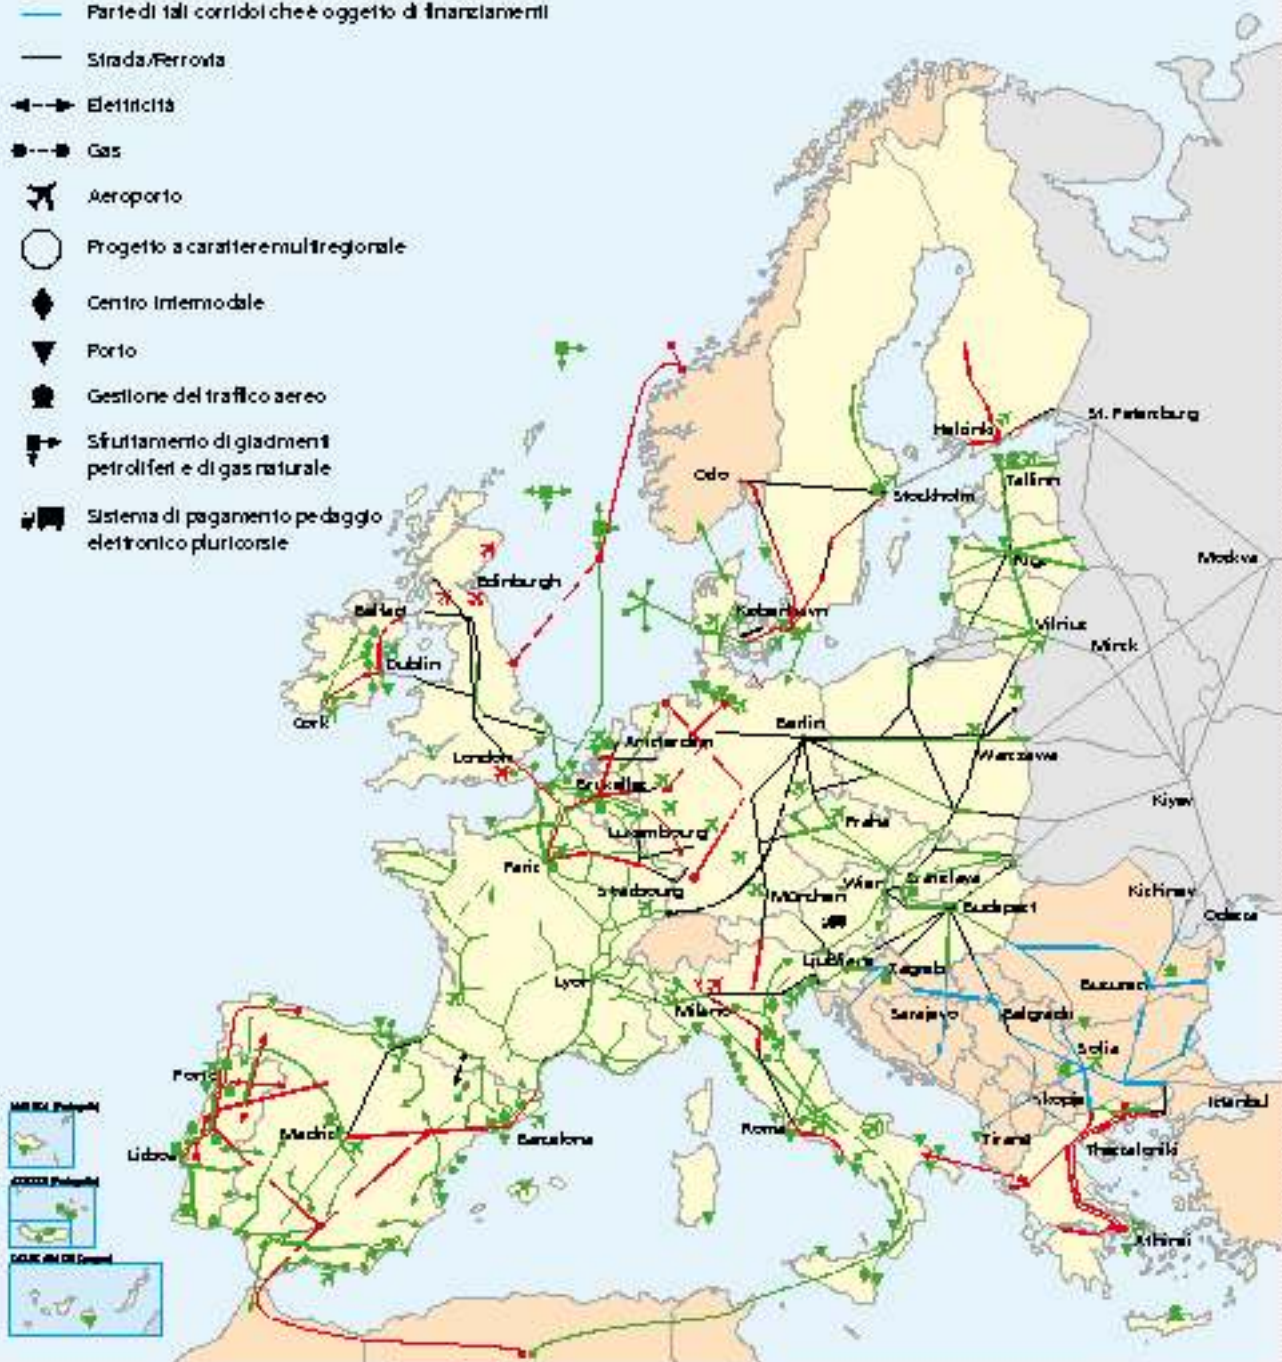 Parte di tali corridoi che è oggetto di finanziamenti
Strada/Ferrovia
Elettricità
Gas
Aeroporto
Progetto a carattere multiregionale
Centro intermodale
Porto
Gestione del traffico aereo
Sfruttamento di giacimenti
petroliferi e di gas naturale
Sistema di pagamento pedaggio
elettronico pluricorsie
St. Petersburg
Helsinki
Oslo
Tallinn
Stockholm
Moskva
Riga
Edinburgh
København
Belfast
Vilnius
Minsk
Dublin
Cork
Berlin
Amsterdam
London
Warszawa
Bruxelles
Kiyev
Luxembourg
Praha
Paris
Strasbourg
Wien
Bratislava
München
Budapest
Kichinev
Odessa
Ljubljana
Zagreb
Lyon
Milano
Bucuresti
Sarajevo
Belgrade
Sofia
Porto
Skopje
Istanbul
Madrid
Barcelona
Roma
Tirana
Lisboa
Thessaloniki
Athinai